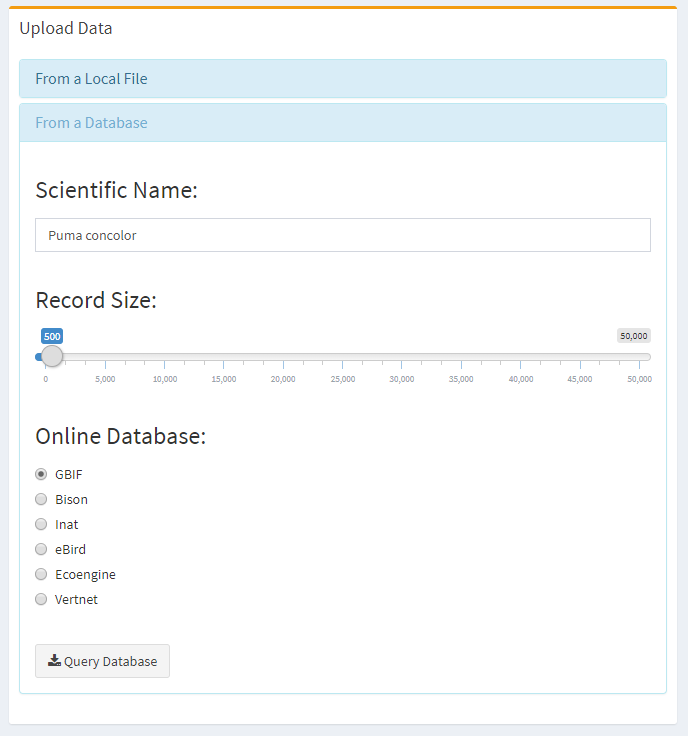 Upload Data
From a Local File
From a Database
Scientific Name:
Puma concolor
Record Size:
500 50,000
0 5,000 10,000 15,000 20,000 25,000 30,000 35,000 40,000 45,000 50,000
Online Database:
GBIF
Bison
Inat
eBird
Ecoengine
Vertnet
Query Database